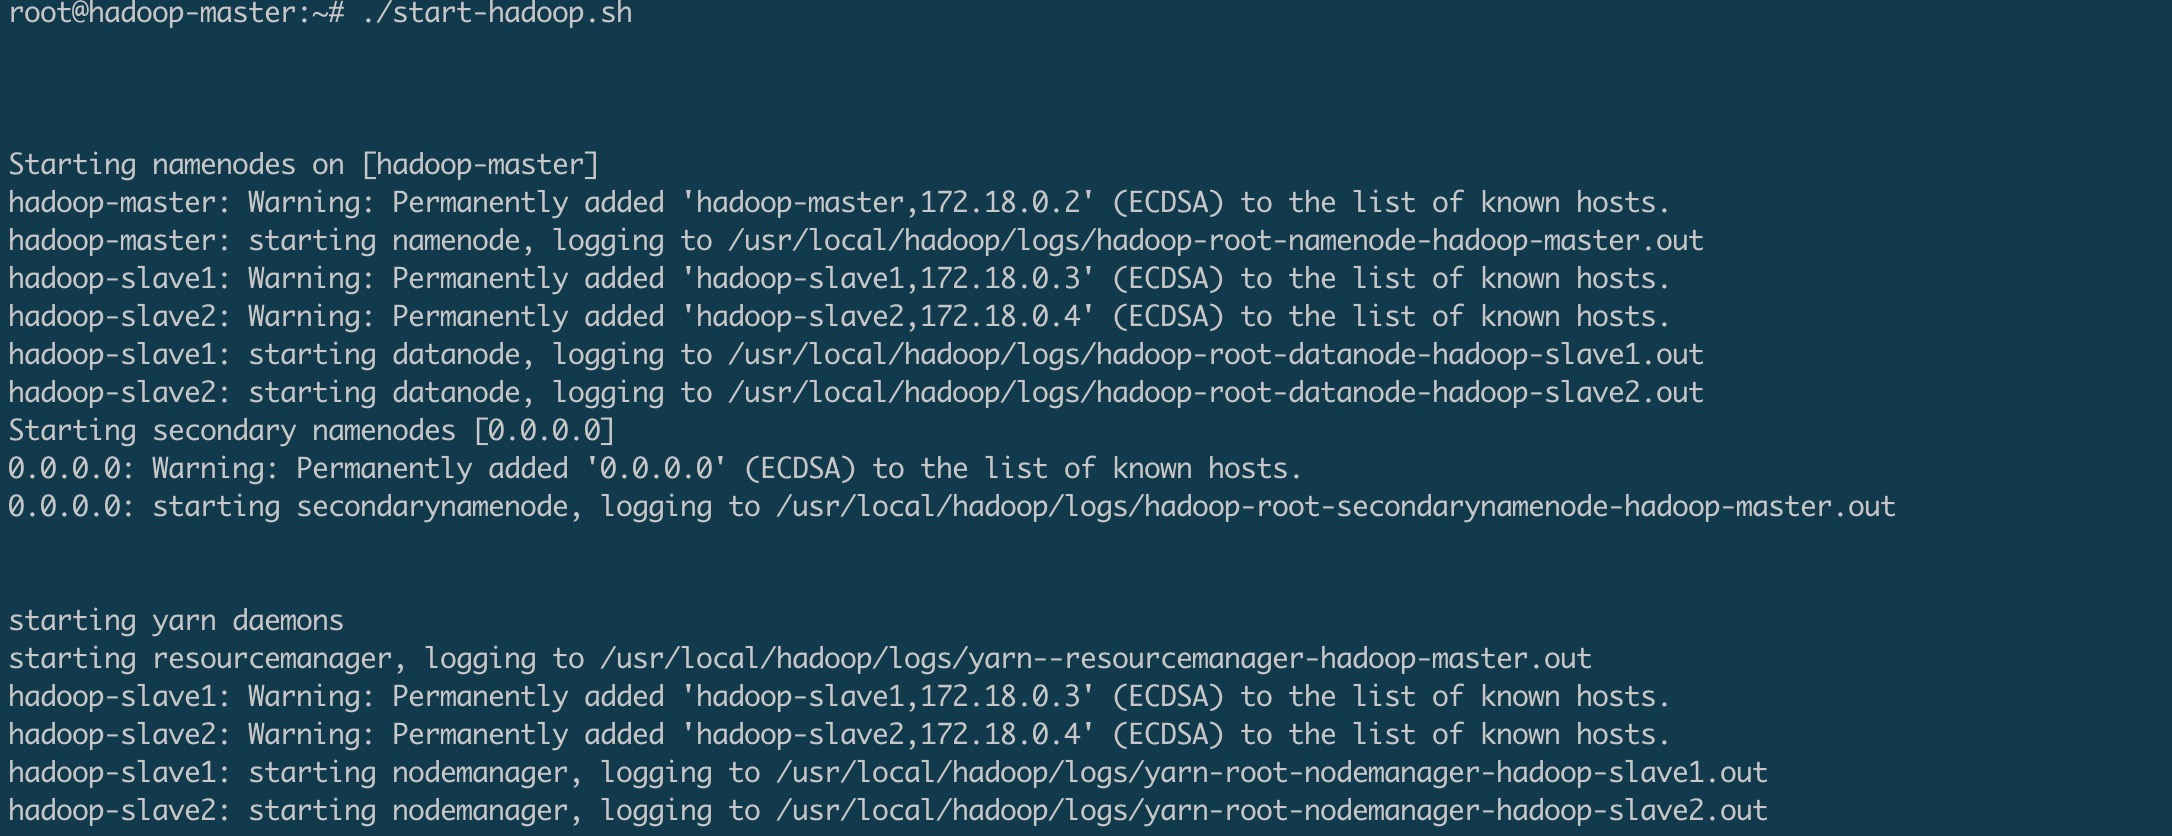 root@hadoop-master:~# ./start-hadoop.sh
Starting namenodes on [hadoop-master]
hadoop-master: Warning: Permanently added 'hadoop-master,172.18.0.2' (ECDSA) to the list of known hosts.
hadoop-master: starting namenode, logging to /usr/local/hadoop/logs/hadoop-root-namenode-hadoop-master.out
hadoop-slave1: Warning: Permanently added 'hadoop-slave1,172.18.0.3' (ECDSA) to the list of known hosts.
hadoop-slave2: Warning: Permanently added 'hadoop-slave2,172.18.0.4' (ECDSA) to the list of known hosts.
hadoop-slave1: starting datanode, logging to /usr/local/hadoop/logs/hadoop-root-datanode-hadoop-slave1.out
hadoop-slave2: starting datanode, logging to /usr/local/hadoop/logs/hadoop-root-datanode-hadoop-slave2.out
Starting secondary namenodes [0.0.0.0]
0.0.0.0: Warning: Permanently added '0.0.0.0' (ECDSA) to the list of known hosts.
0.0.0.0: starting secondarynamenode, logging to /usr/local/hadoop/logs/hadoop-root-secondarynamenode-hadoop-master.out
starting yarn daemons
starting resourcemanager, logging to /usr/local/hadoop/logs/yarn--resourcemanager-hadoop-master.out
hadoop-slave1: Warning: Permanently added 'hadoop-slave1,172.18.0.3' (ECDSA) to the list of known hosts.
hadoop-slave2: Warning: Permanently added 'hadoop-slave2,172.18.0.4' (ECDSA) to the list of known hosts.
hadoop-slave1: starting nodemanager, logging to /usr/local/hadoop/logs/yarn-root-nodemanager-hadoop-slave1.out
hadoop-slave2: starting nodemanager, logging to /usr/local/hadoop/logs/yarn-root-nodemanager-hadoop-slave2.out